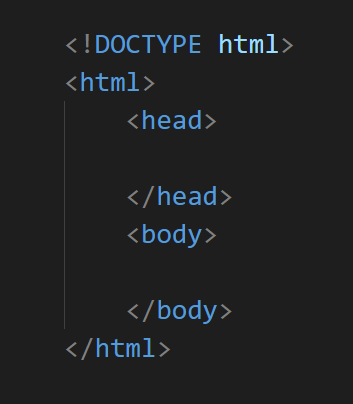 <!DOCTYPE html>
<html>
<head>
</head>
<body>
</body>
</html>